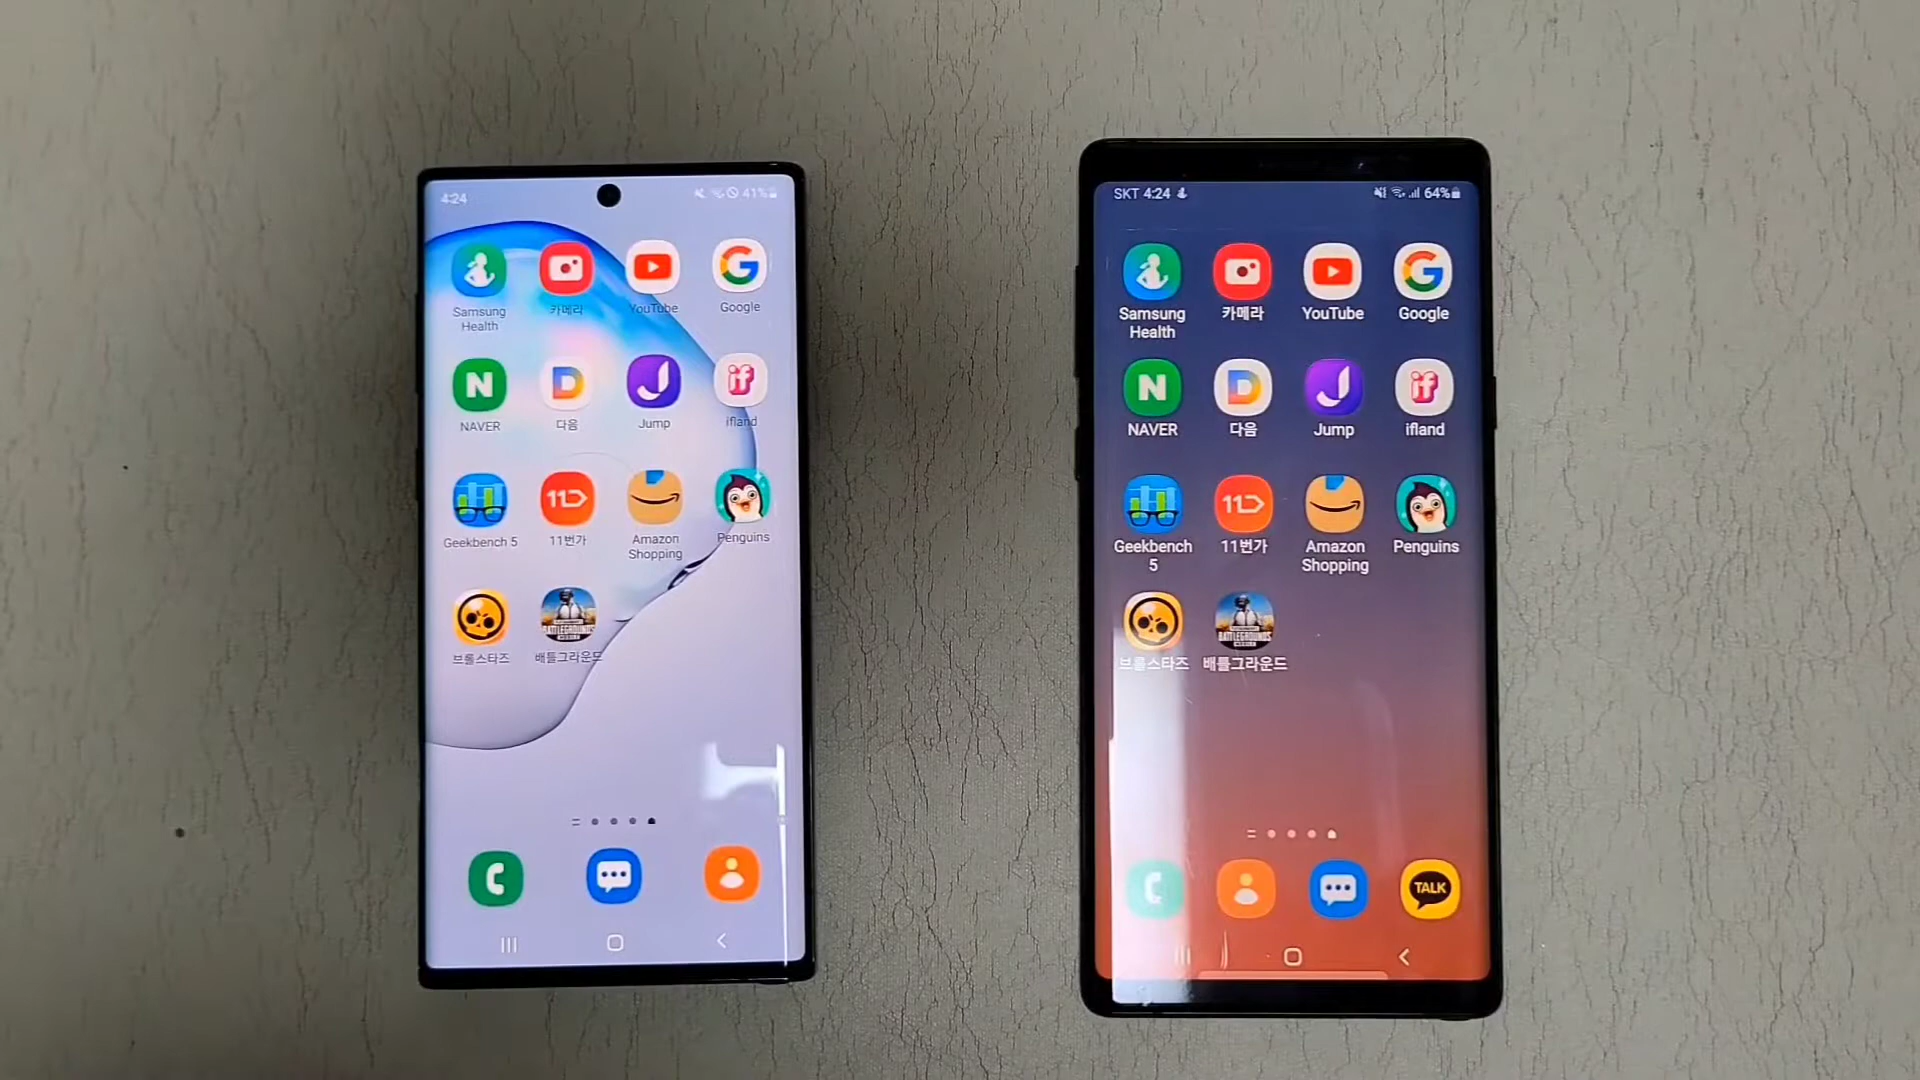 4:24
41%
Samsung Health
카메라
YouTube
Google
NAVER
다음
Jump
ifland
Geekbench 5
11번가
Amazon Shopping
Penguins
브롤스타즈
배틀그라운드
SKT 4:24
64%
Samsung Health
카메라
YouTube
Google
NAVER
다음
Jump
ifland
Geekbench 5
11번가
Amazon Shopping
Penguins
브롤스타즈
배틀그라운드
TALK